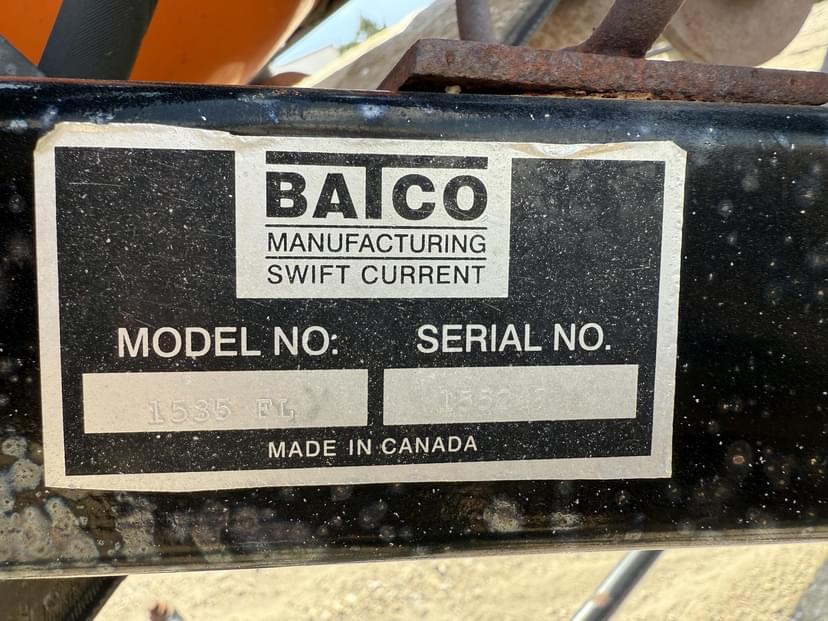 BATCO
MANUFACTURING
SWIFT CURRENT
MODEL NO: SERIAL NO.
1535 FL
MADE IN CANADA